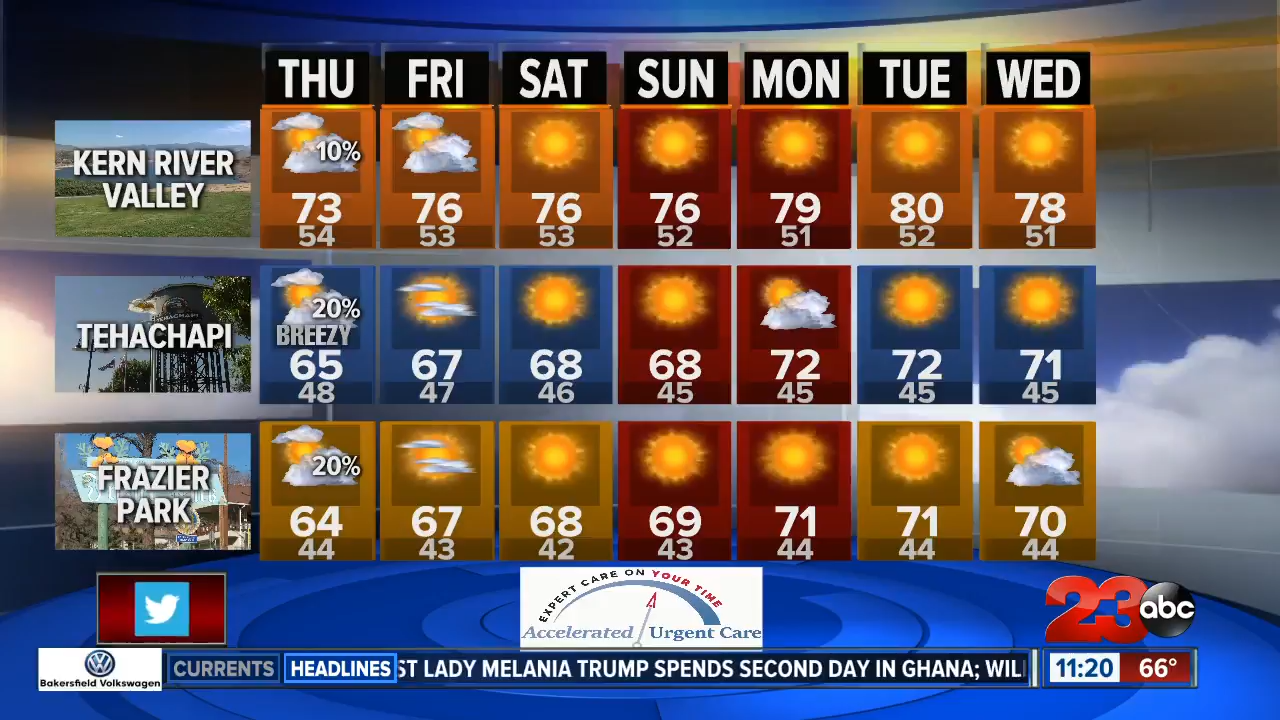 THU FRI SAT SUN MON TUE WED
KERN RIVER
VALLEY
10%
73 76 76 76 79 80 78
54 53 53 52 51 52 51
TEHACHAPI
20%
BREEZY
65 67 68 68 72 72 71
48 47 46 45 45 45 45
FRAZIER
PARK
20%
64 67 68 69 71 71 70
44 43 42 43 44 44 44
EXPERT CARE ON YOUR TIME
Accelerated Urgent Care
23 abc
Bakersfield Volkswagen
CURRENTS HEADLINES ST LADY MELANIA TRUMP SPENDS SECOND DAY IN GHANA; WIL
11:20 66°